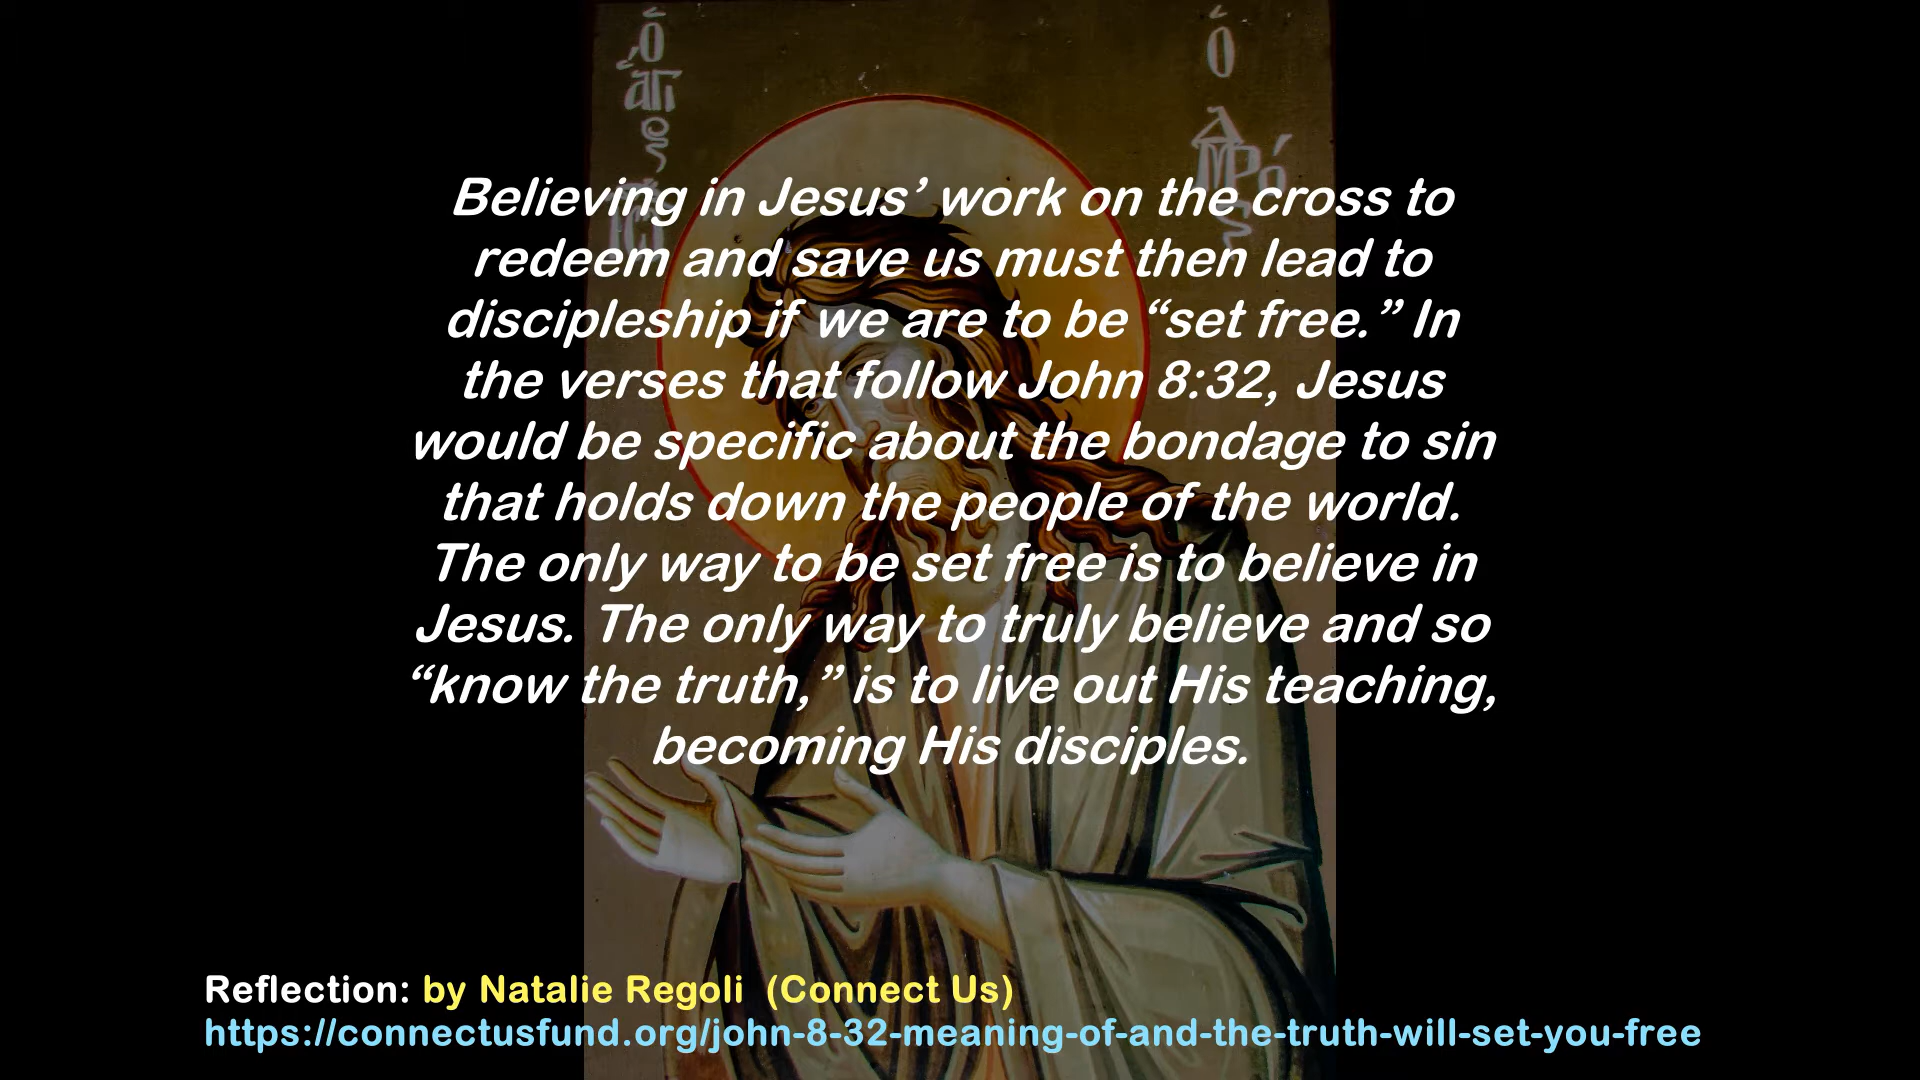 ὁ
ἅγι
ος
Ἰω
ὁ
Πρό
ς
Believing in Jesus’ work on the cross to
redeem and save us must then lead to
discipleship if we are to be “set free.” In
the verses that follow John 8:32, Jesus
would be specific about the bondage to sin
that holds down the people of the world.
The only way to be set free is to believe in
Jesus. The only way to truly believe and so
“know the truth,” is to live out His teaching,
becoming His disciples.
Reflection: by Natalie Regoli (Connect Us)
https://connectusfund.org/john-8-32-meaning-of-and-the-truth-will-set-you-free